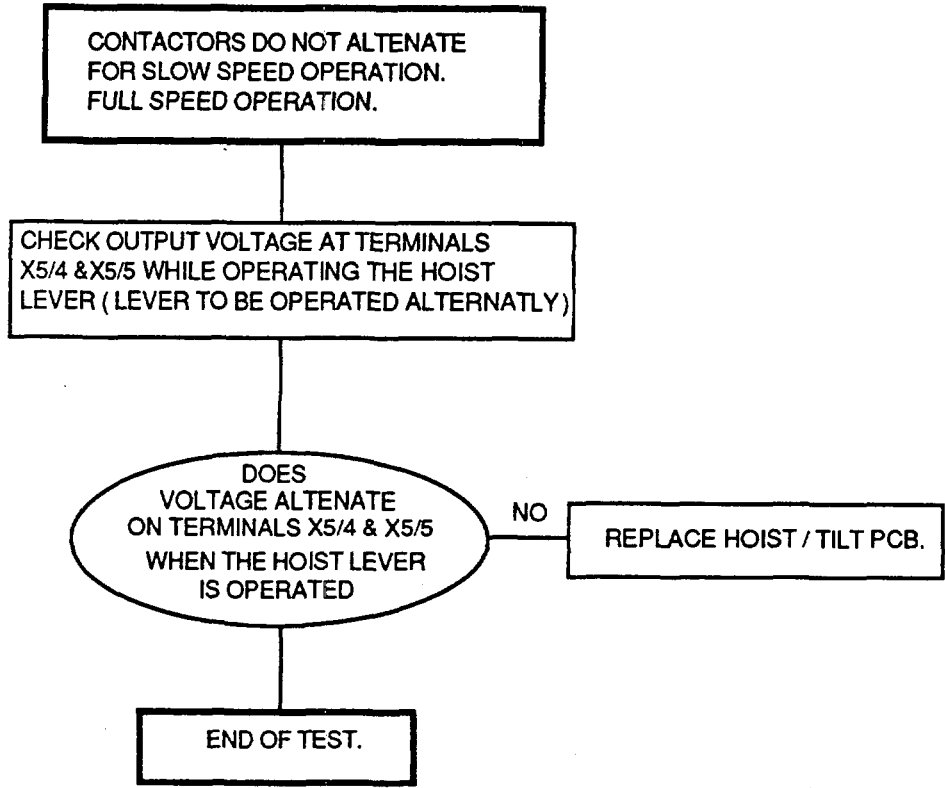 CONTACTORS DO NOT ALTENATE
FOR SLOW SPEED OPERATION.
FULL SPEED OPERATION.
CHECK OUTPUT VOLTAGE AT TERMINALS
X5/4 &X5/5 WHILE OPERATING THE HOIST
LEVER ( LEVER TO BE OPERATED ALTERNATLY )
DOES
VOLTAGE ALTENATE
ON TERMINALS X5/4 & X5/5
WHEN THE HOIST LEVER
IS OPERATED
NO
REPLACE HOIST / TILT PCB.
END OF TEST.